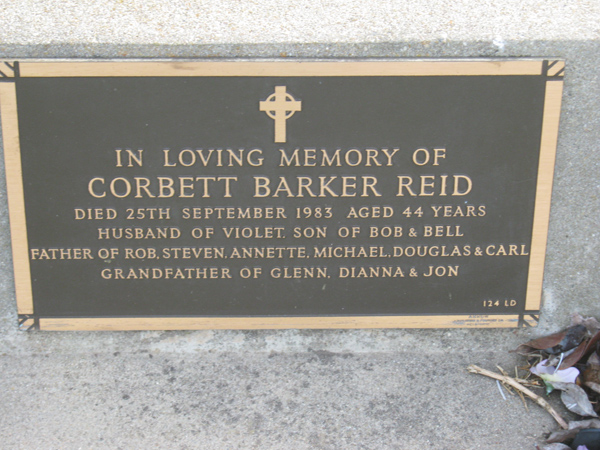 IN LOVING MEMORY OF
CORBETT BARKER REID
DIED 25TH SEPTEMBER 1983 AGED 44 YEARS
HUSBAND OF VIOLET. SON OF BOB & BELL
FATHER OF ROB, STEVEN. ANNETTE, MICHAEL, DOUGLAS & CARL
GRANDFATHER OF GLENN, DIANNA & JON
124 LD